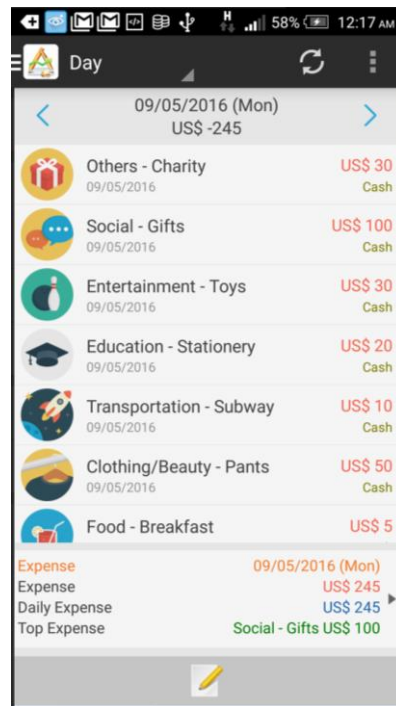 58% 12:17 AM
H
Day
09/05/2016 (Mon)
US$ -245
Others - Charity US$ 30
09/05/2016 Cash
Social - Gifts US$ 100
09/05/2016 Cash
Entertainment - Toys US$ 30
09/05/2016 Cash
Education - Stationery US$ 20
09/05/2016 Cash
Transportation - Subway US$ 10
09/05/2016 Cash
Clothing/Beauty - Pants US$ 50
09/05/2016 Cash
Food - Breakfast US$ 5
Expense 09/05/2016 (Mon)
Expense US$ 245
Daily Expense US$ 245
Top Expense Social - Gifts US$ 100